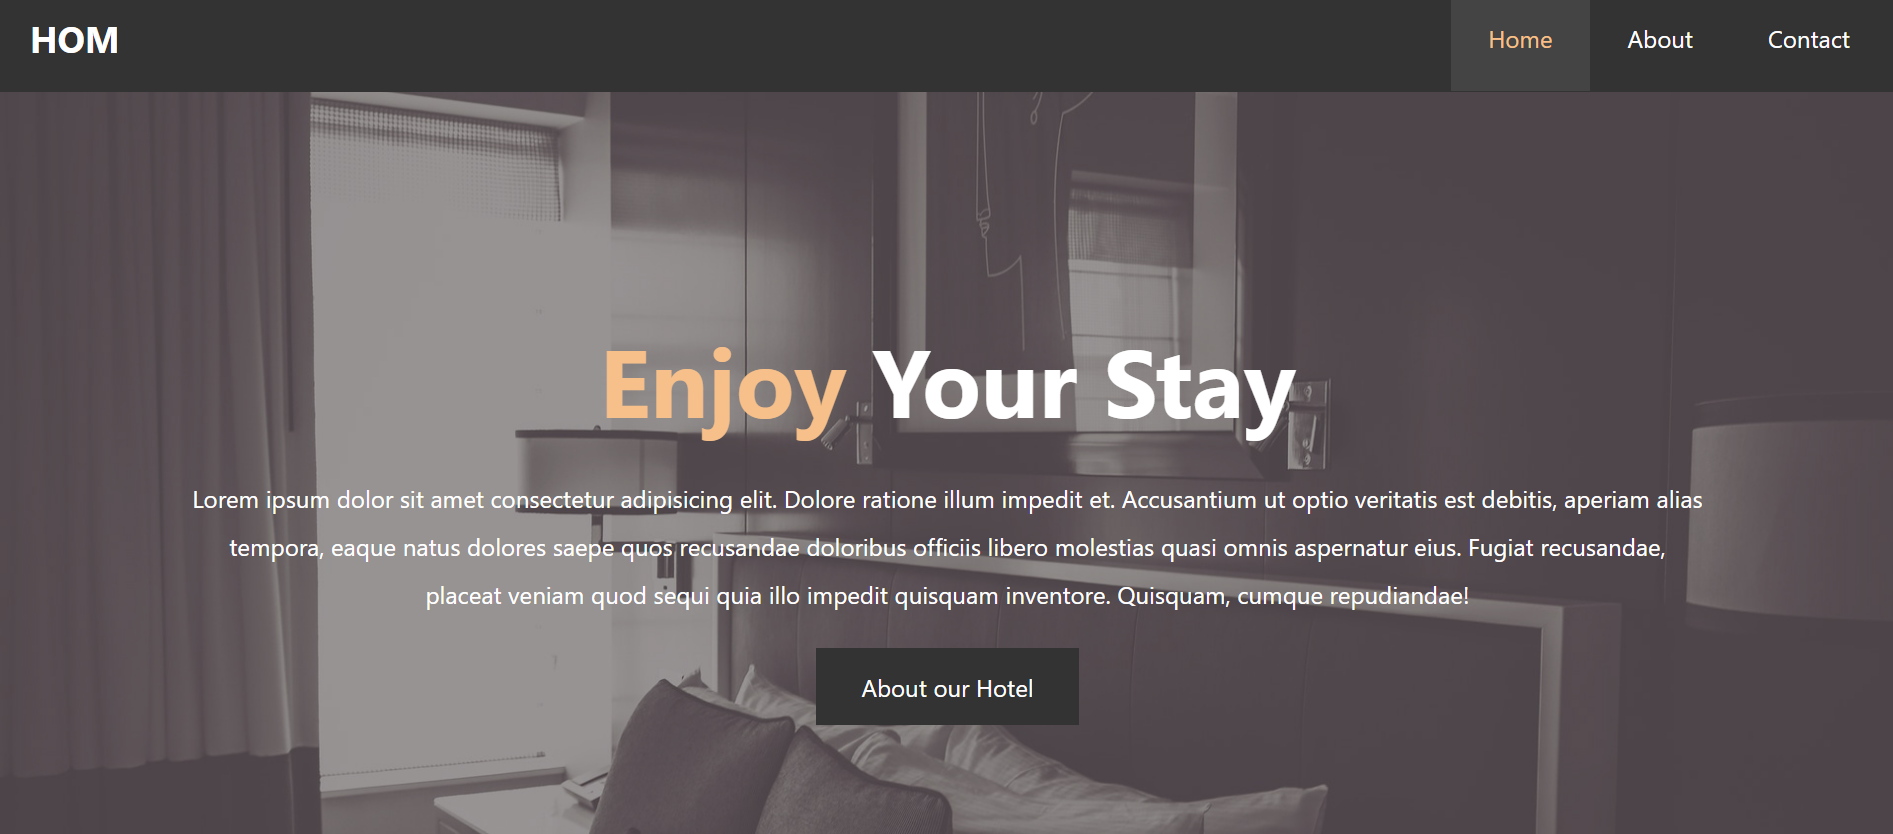 HOM
Home
About
Contact
Enjoy Your Stay
Lorem ipsum dolor sit amet consectetur adipisicing elit. Dolore ratione illum impedit et. Accusantium ut optio veritatis est debitis, aperiam alias
tempora, eaque natus dolores saepe quos recusandae doloribus officiis libero molestias quasi omnis aspernatur eius. Fugiat recusandae,
placeat veniam quod sequi quia illo impedit quisquam inventore. Quisquam, cumque repudiandae!
About our Hotel